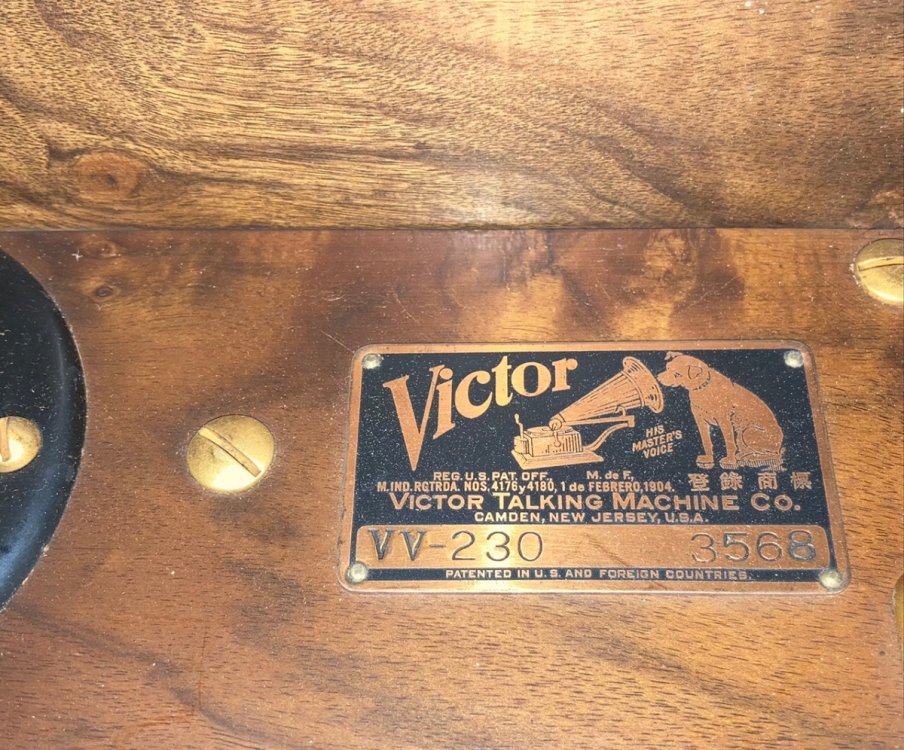 Victor
HIS
MASTER'S
VOICE
REG. U.S. PAT. OFF. M. de F.
M.IND. RGTRDA. NOS. 4176 y 4180, 1 de FEBRERO, 1904. 登錄商標
VICTOR TALKING MACHINE CO.
CAMDEN, NEW JERSEY, U.S.A.
VV-230 3568
PATENTED IN U.S. AND FOREIGN COUNTRIES.